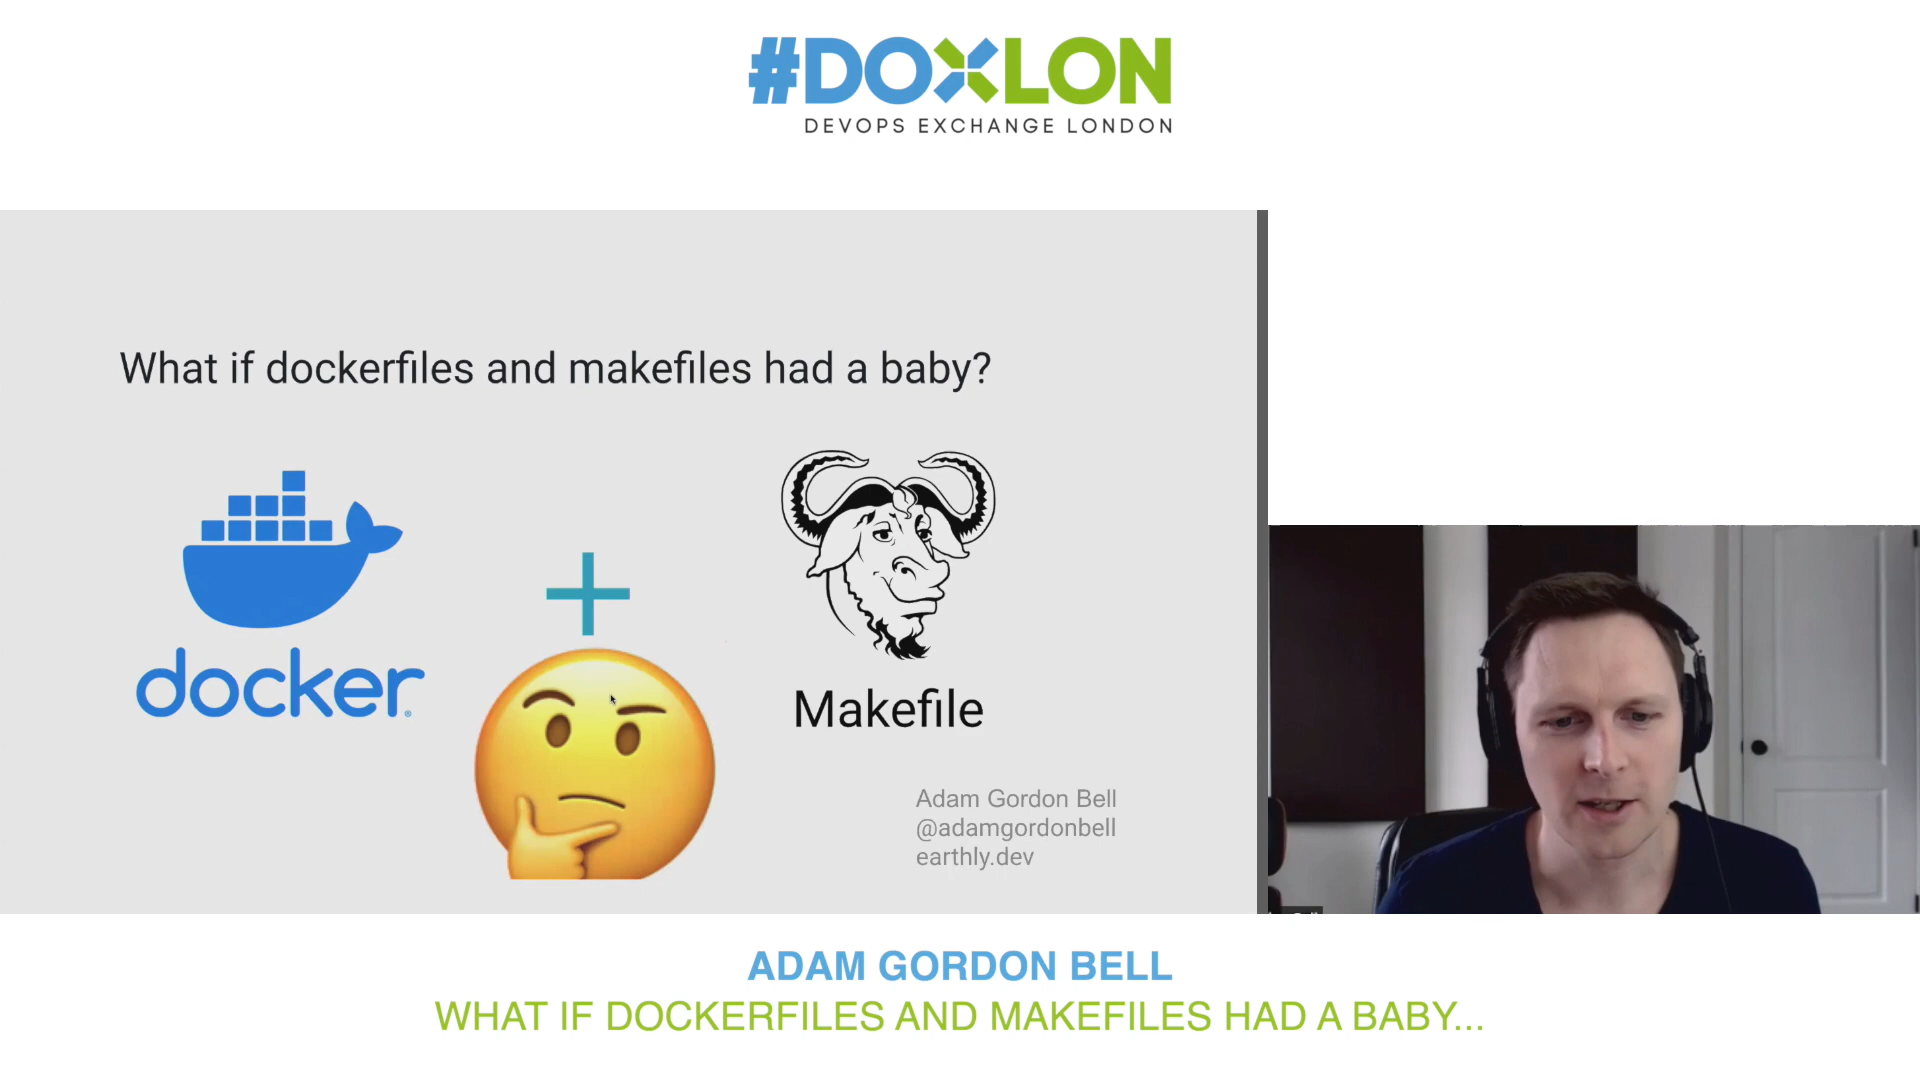 #DOXLON
DEVOPS EXCHANGE LONDON
What if dockerfiles and makefiles had a baby?
docker
Makefile
Adam Gordon Bell
@adamgordonbell
earthly.dev
ADAM GORDON BELL
WHAT IF DOCKERFILES AND MAKEFILES HAD A BABY...